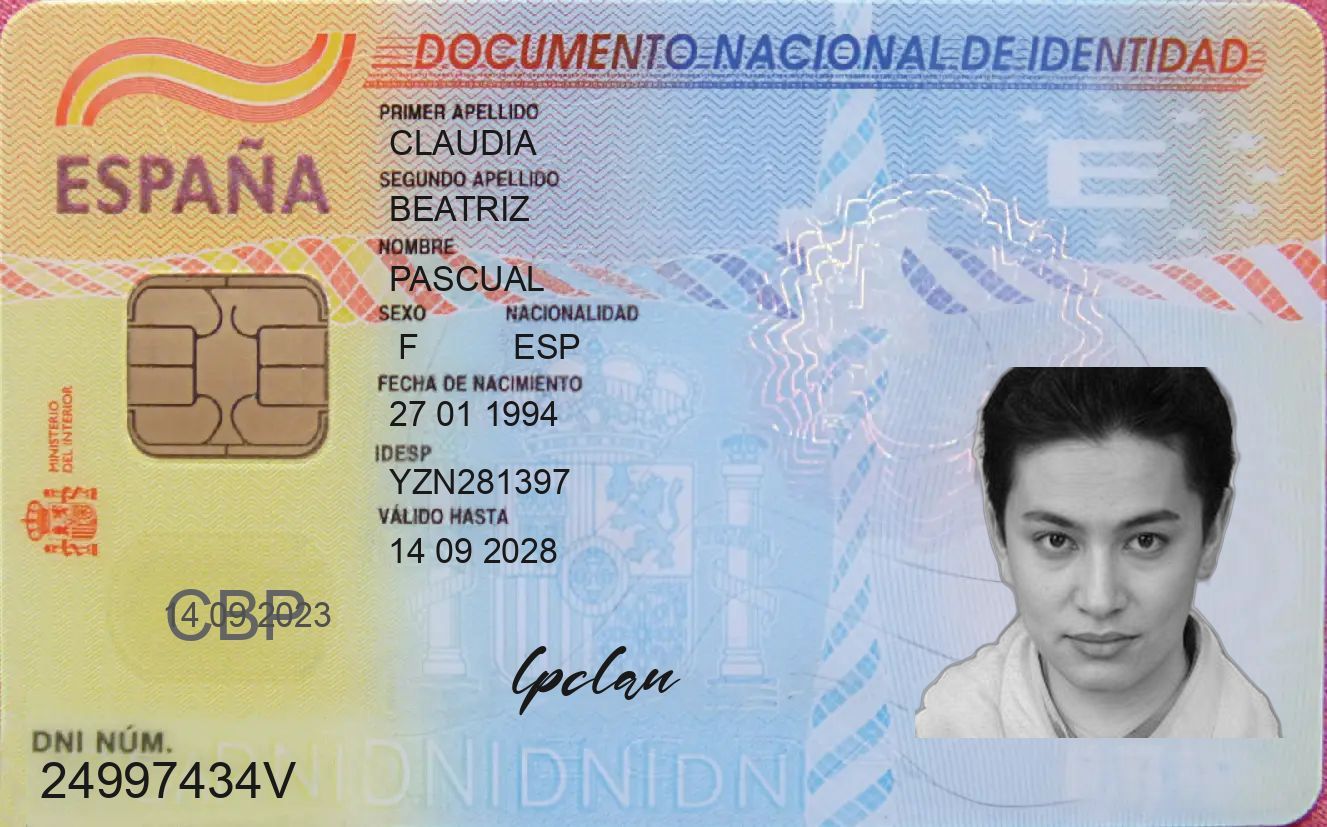 DOCUMENTO NACIONAL DE IDENTIDAD
ESPAÑA
PRIMER APELLIDO
CLAUDIA
SEGUNDO APELLIDO
BEATRIZ
NOMBRE
PASCUAL
SEXO NACIONALIDAD
F ESP
FECHA DE NACIMIENTO
27 01 1994
IDESP
YZN281397
VÁLIDO HASTA
14 09 2028
MINISTERIO
DEL INTERIOR
E
CBP
14 09 2023
lpclau
DNI NÚM.
24997434V
DNIDNIDNIDNI